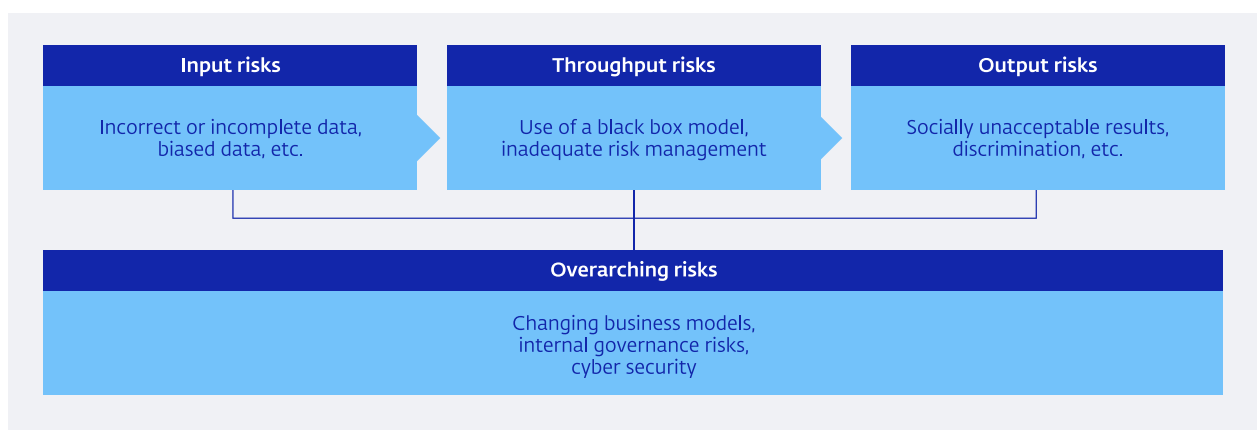 Input risks
Incorrect or incomplete data,
biased data, etc.
Throughput risks
Use of a black box model,
inadequate risk management
Output risks
Socially unacceptable results,
discrimination, etc.
Overarching risks
Changing business models,
internal governance risks,
cyber security